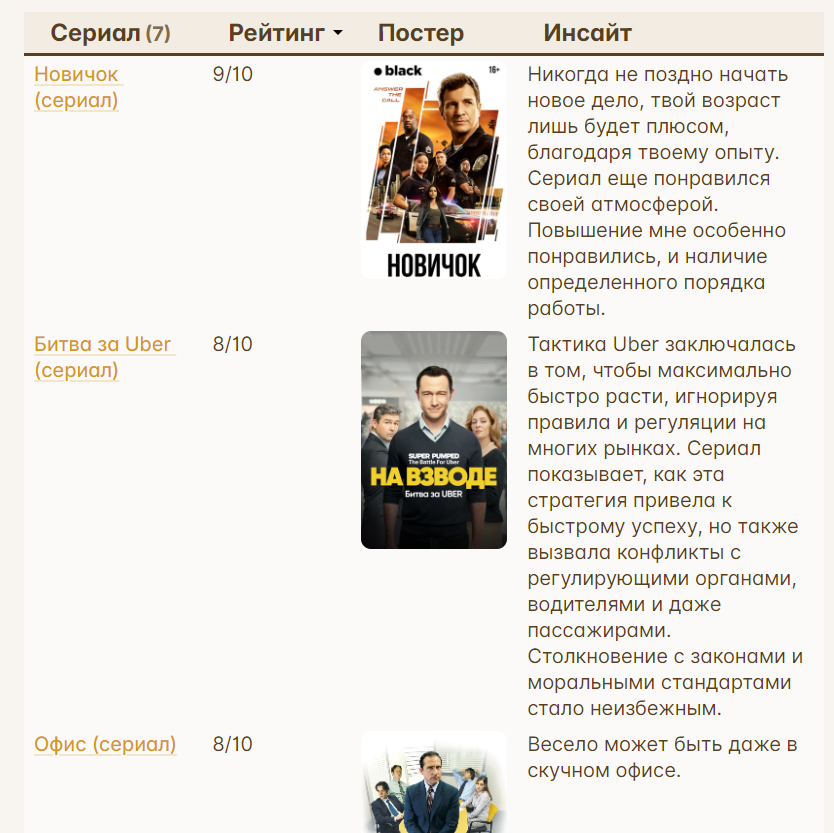 Сериал (7) Рейтинг Постер Инсайт
Новичок
(сериал)
9/10
black 16+
ANSWER
THE
CALL
НОВИЧОК
Никогда не поздно начать
новое дело, твой возраст
лишь будет плюсом,
благодаря твоему опыту.
Сериал еще понравился
своей атмосферой.
Повышение мне особенно
понравились, и наличие
определенного порядка
работы.
Битва за Uber
(сериал)
8/10
SUPER PUMPED
The Battle For Uber
НА ВЗВОДЕ
Битва за UBER
Тактика Uber заключалась
в том, чтобы максимально
быстро расти, игнорируя
правила и регуляции на
многих рынках. Сериал
показывает, как эта
стратегия привела к
быстрому успеху, но также
вызвала конфликты с
регулирующими органами,
водителями и даже
пассажирами.
Столкновение с законами и
моральными стандартами
стало неизбежным.
Офис (сериал)
8/10
Весело может быть даже в
скучном офисе.